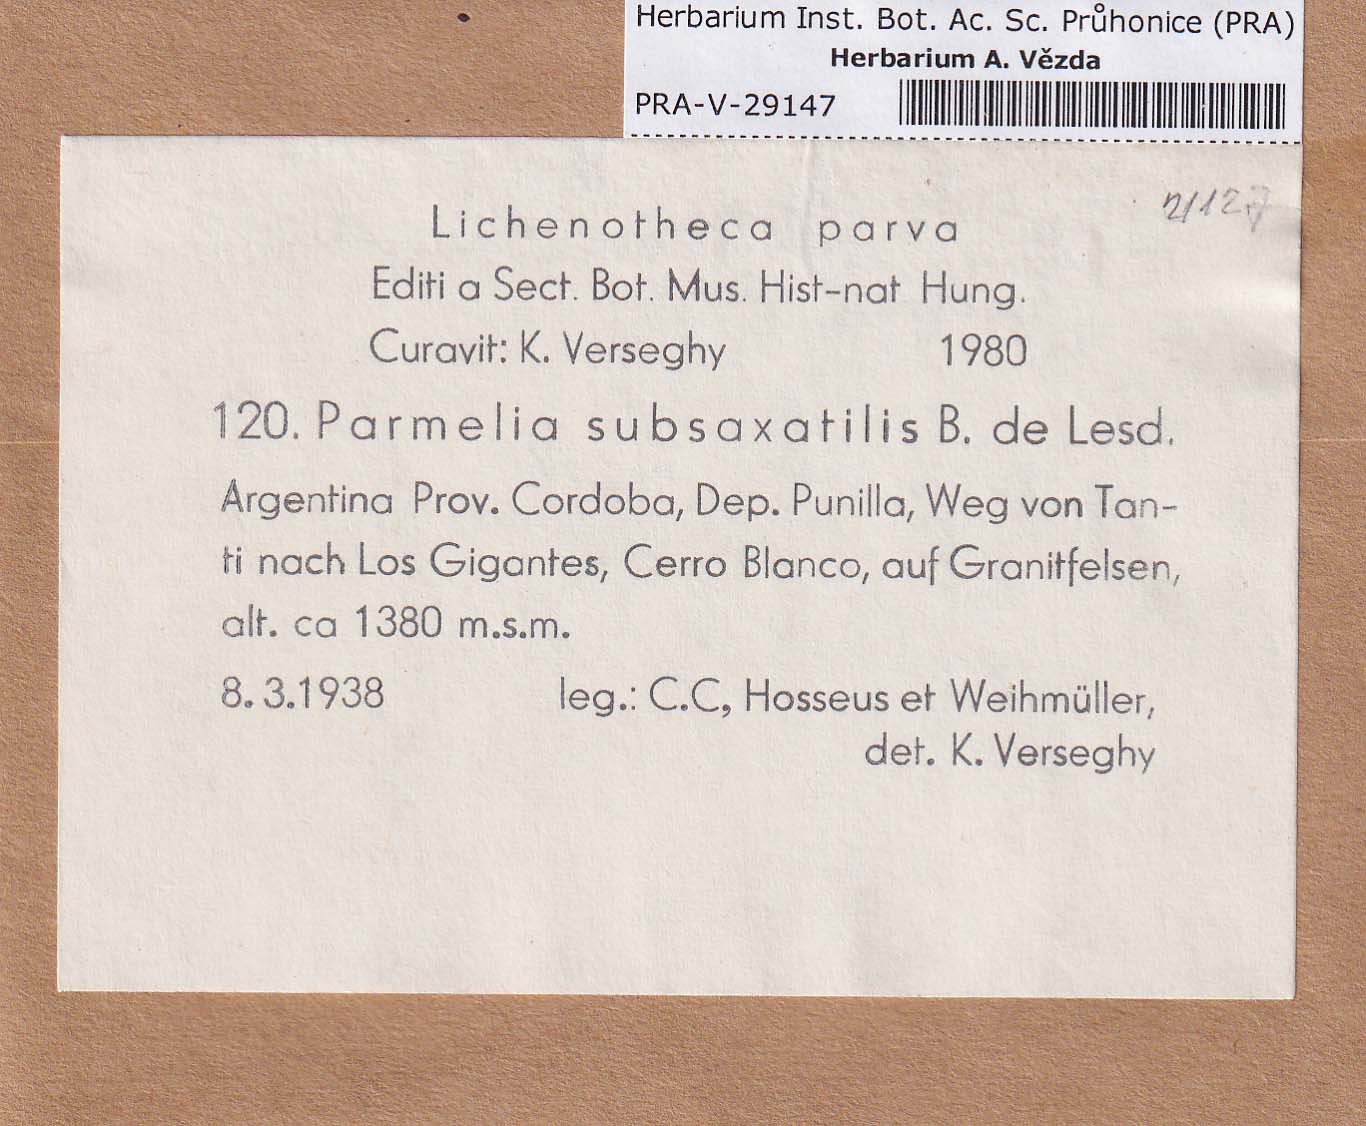 Herbarium Inst. Bot. Ac. Sc. Průhonice (PRA)
Herbarium A. Vězda
PRA-V-29147
21127
Lichenotheca parva
Editi a Sect. Bot. Mus. Hist-nat Hung.
Curavit: K. Verseghy 1980
120. Parmelia subsaxatilis B. de Lesd.
Argentina Prov. Cordoba, Dep. Punilla, Weg von Tan-
ti nach Los Gigantes, Cerro Blanco, auf Granitfelsen,
alt. ca 1380 m.s.m.
8.3.1938 leg.: C.C, Hosseus et Weihmüller,
det. K. Verseghy